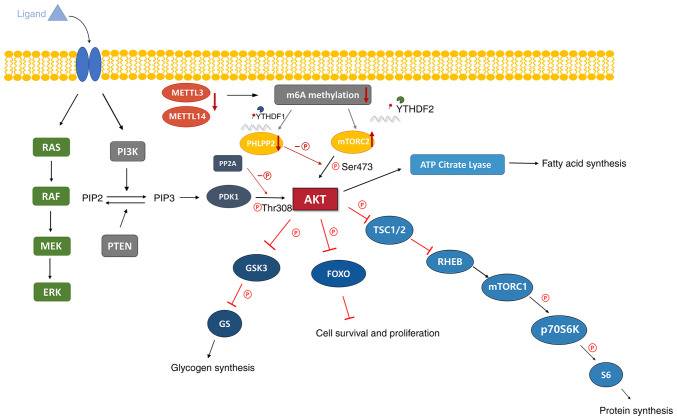 Ligand
METTL3
METTL14
m6A methylation
YTHDF1
YTHDF2
PHLPP2
–P
mTORC2
P
Ser473
RAS
PI3K
PP2A
–P
ATP Citrate Lyase
Fatty acid synthesis
RAF
PIP2
PIP3
PDK1
P
Thr308
AKT
P
MEK
PTEN
P
P
TSC1/2
ERK
GSK3
FOXO
RHEB
P
mTORC1
P
GS
p70S6K
Cell survival and proliferation
P
Glycogen synthesis
S6
Protein synthesis